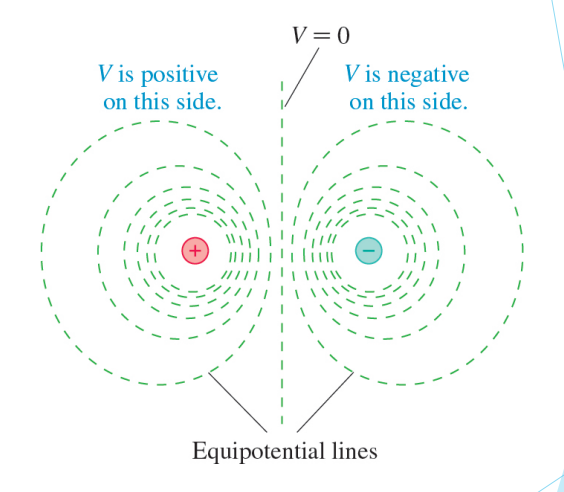 V = 0
V is positive
on this side.
V is negative
on this side.
+
−
Equipotential lines